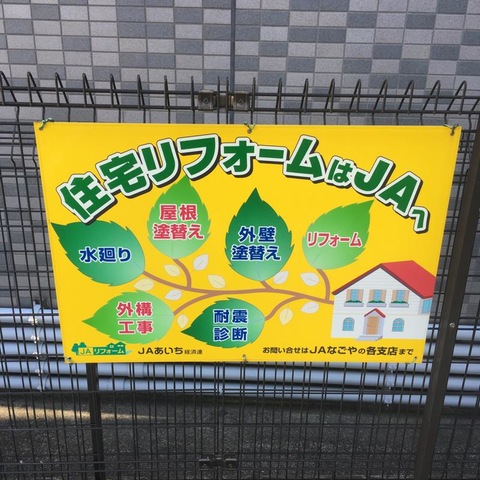 住宅リフォームはJAへ
水廻り
屋根
塗替え
外壁
塗替え
リフォーム
外構
工事
耐震
診断
JAリフォーム
JAあいち経済連
お問い合せはJAなごやの各支店まで